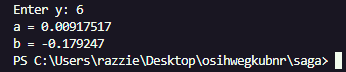 Enter y: 6
a = 0.00917517
b = -0.179247
PS C:\Users\razzie\Desktop\osihwegkubnr\saga>